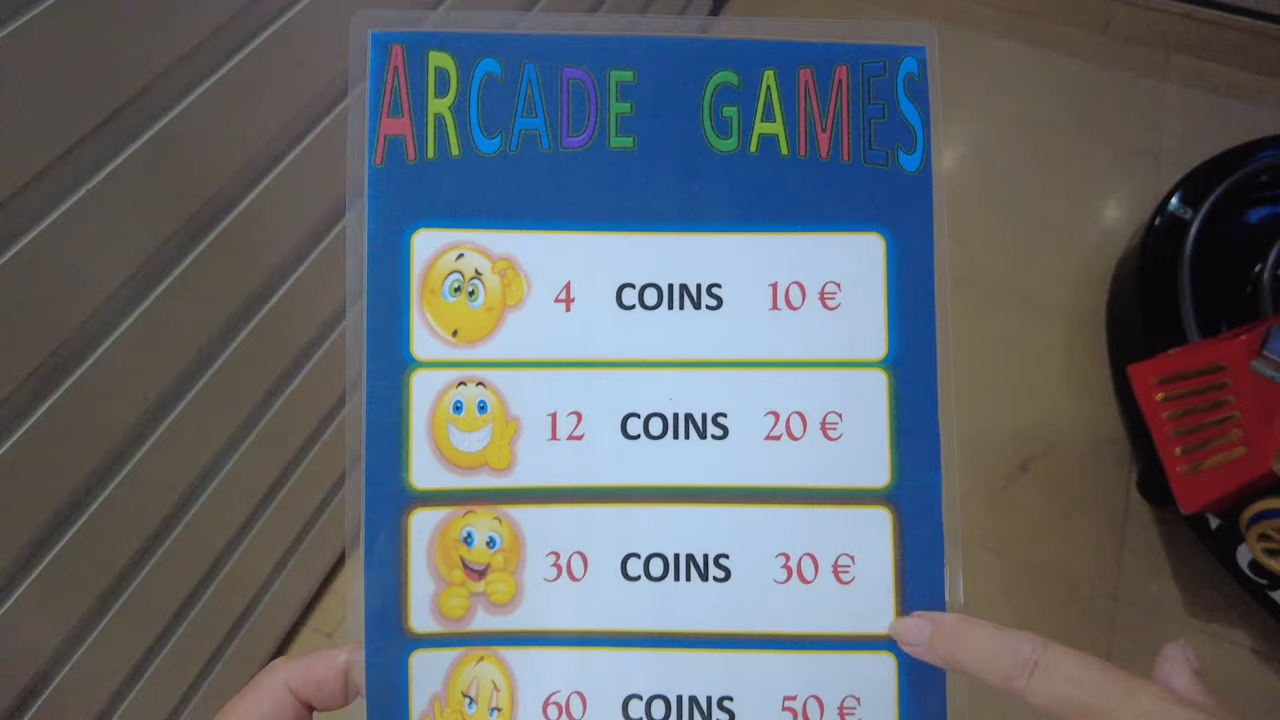 ARCADE GAMES
4 COINS 10 €
12 COINS 20 €
30 COINS 30 €
60 COINS 50 €